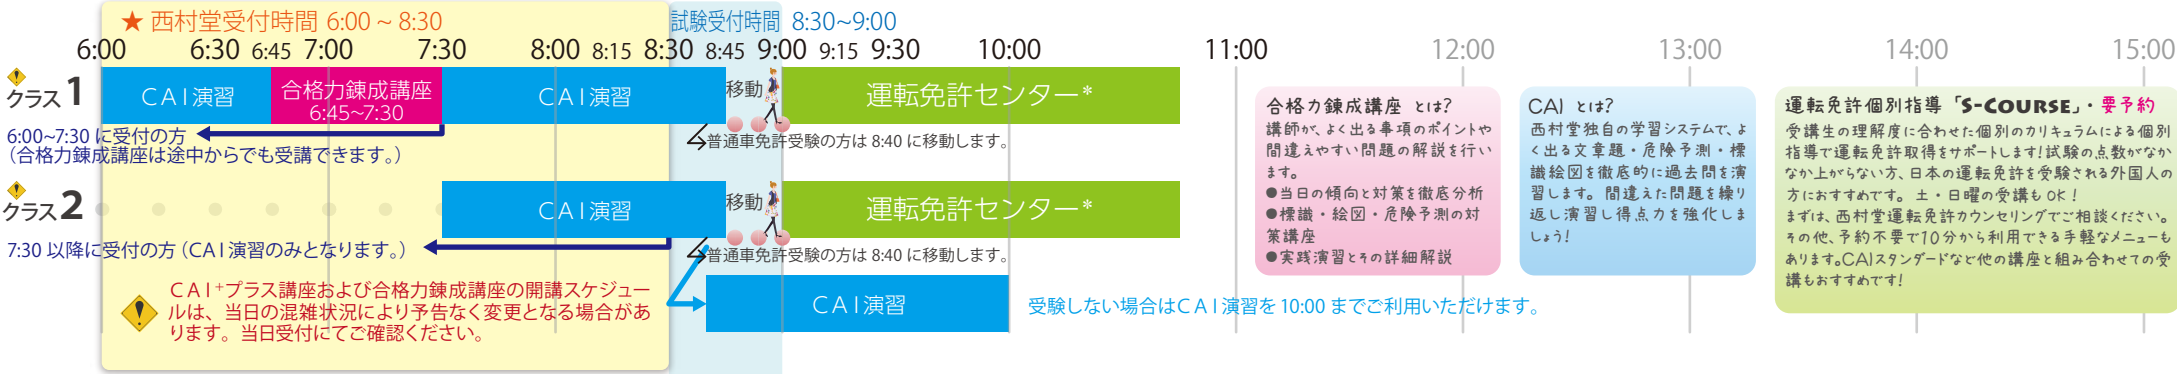 ★ 西村堂受付時間 6:00 ~ 8:30
試験受付時間 8:30~9:00
6:00 6:30 6:45 7:00 7:30 8:00 8:15 8:30 8:45 9:00 9:15 9:30 10:00 11:00 12:00 13:00 14:00 15:00
クラス 1
CAI演習
合格力錬成講座
6:45~7:30
CAI演習
移動
運転免許センター*
6:00~7:30 に受付の方
(合格力錬成講座は途中からでも受講できます。)
普通車免許受験の方は 8:40 に移動します。
クラス 2
CAI演習
移動
運転免許センター*
7:30 以降に受付の方 (CAI演習のみとなります。)
普通車免許受験の方は 8:40 に移動します。
CAI+プラス講座および合格力錬成講座の開講スケジュー
ルは、当日の混雑状況により予告なく変更となる場合があ
ります。当日受付にてご確認ください。
CAI演習
受験しない場合はCAI演習を 10:00 までご利用いただけます。
合格力錬成講座 とは?
講師が、よく出る事項のポイントや
間違えやすい問題の解説を行い
ます。
●当日の傾向と対策を徹底分析
●標識・絵図・危険予測の対
策講座
●実践演習とその詳細解説
CAI とは?
西村堂独自の学習システムで、よ
く出る文章題・危険予測・標
識絵図を徹底的に過去問を演
習します。間違えた問題を繰り
返し演習し得点力を強化しま
しょう!
運転免許個別指導「S-COURSE」・要予約
受講生の理解度に合わせた個別のカリキュラムによる個別
指導で運転免許取得をサポートします!試験の点数がなか
なか上がらない方、日本の運転免許を受験される外国人の
方におすすめです。 土・日曜の受講も OK!
まずは、西村堂運転免許カウンセリングでご相談ください。
その他、予約不要で10分から利用できる手軽なメニューも
あります。CAIスタンダードなど他の講座と組み合わせての受
講もおすすめです!